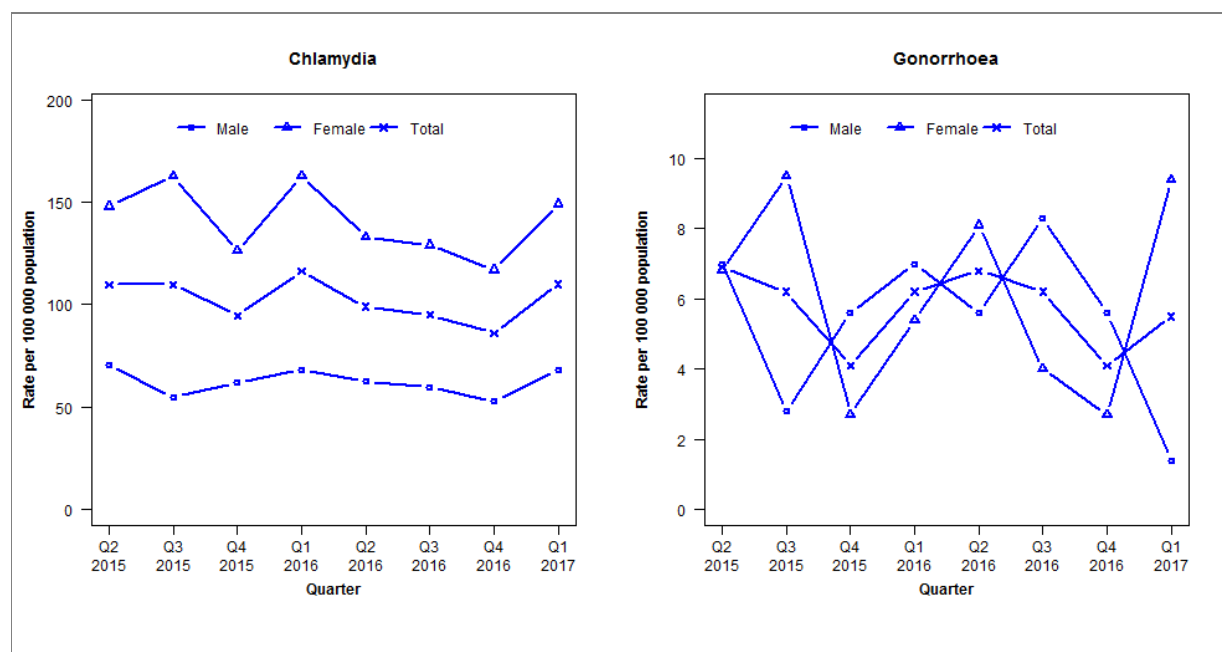 Chlamydia
Male Female Total
Rate per 100 000 population
200
150
100
50
0
Q2 Q3 Q4 Q1 Q2 Q3 Q4 Q1
2015 2015 2015 2016 2016 2016 2016 2017
Quarter
Gonorrhoea
Male Female Total
Rate per 100 000 population
10
8
6
4
2
0
Q2 Q3 Q4 Q1 Q2 Q3 Q4 Q1
2015 2015 2015 2016 2016 2016 2016 2017
Quarter